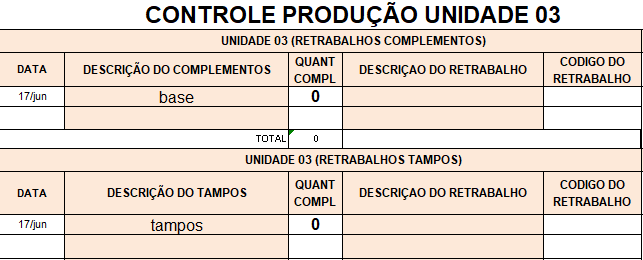 CONTROLE PRODUÇÃO UNIDADE 03
UNIDADE 03 (RETRABALHOS COMPLEMENTOS)
DATA DESCRIÇÃO DO COMPLEMENTOS QUANT COMPL DESCRIÇAO DO RETRABALHO CODIGO DO RETRABALHO
17/jun base 0
TOTAL 0
UNIDADE 03 (RETRABALHOS TAMPOS)
DATA DESCRIÇÃO DO TAMPOS QUANT COMPL DESCRIÇAO DO RETRABALHO CODIGO DO RETRABALHO
17/jun tampos 0